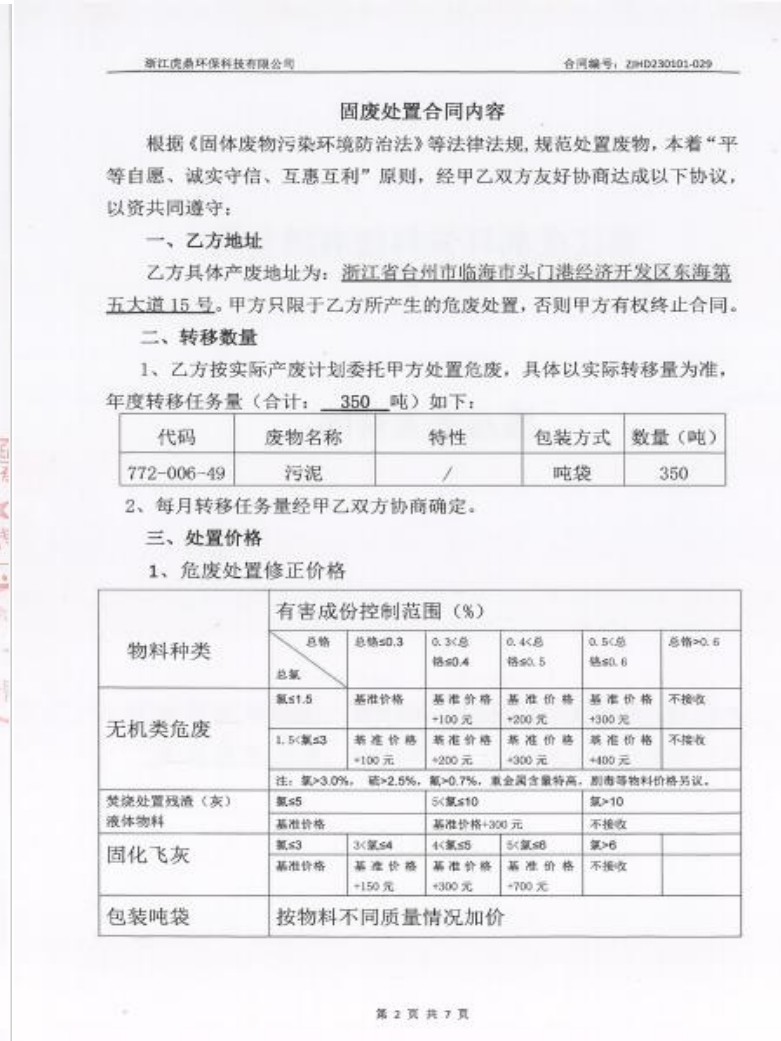 浙江虎鼎环保科技有限公司 合同编号：ZJHD230101-029
固废处置合同内容
根据《固体废物污染环境防治法》等法律法规,规范处置废物，本着“平
等自愿、诚实守信、互惠互利”原则，经甲乙双方友好协商达成以下协议，
以资共同遵守：
一、乙方地址
乙方具体产废地址为：浙江省台州市临海市头门港经济开发区东海第
五大道 15 号。甲方只限于乙方所产生的危废处置，否则甲方有权终止合同。
二、转移数量
1、乙方按实际产废计划委托甲方处置危废，具体以实际转移量为准，
年度转移任务量（合计： 350 吨）如下：
代码 废物名称 特性 包装方式 数量（吨）
772-006-49 污泥 / 吨袋 350
2、每月转移任务量经甲乙双方协商确定。
三、处置价格
1、危废处置修正价格
物料种类 有害成份控制范围（%）
总铬 总铬≤0.3 0.3<总 0.4<总 0.5<总 总铬>0.6
铬≤0.4 铬≤0.5 铬≤0.6
总氯
无机类危废 氯≤1.5 基准价格 基准价格 基准价格 基准价格 不接收
+100元 +200元 +300元
1.5<氯≤3 基准价格 基准价格 基准价格 基准价格 不接收
+100元 +200元 +300元 +400元
注：氯>3.0%， 硫>2.5%，氟>0.7%，重金属含量特高，剧毒等物料价格另议。
焚烧处置残渣（灰） 氯≤5 5<氯≤10 氯>10
液体物料 基准价格 基准价格+300 元 不接收
固化飞灰 氯≤3 3<氯≤4 4<氯≤5 5<氯≤6 氯>6
基准价格 基准价格 基准价格 基准价格 不接收
+150元 +300元 +700元
包装吨袋 按物料不同质量情况加价
第 2 页 共 7 页